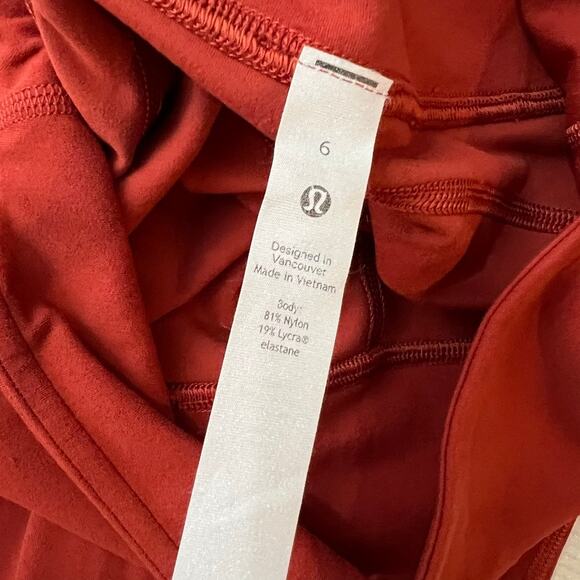 6
Designed in
Vancouver
Made in Vietnam
Body:
81% Nylon
19% Lycra®
elastane